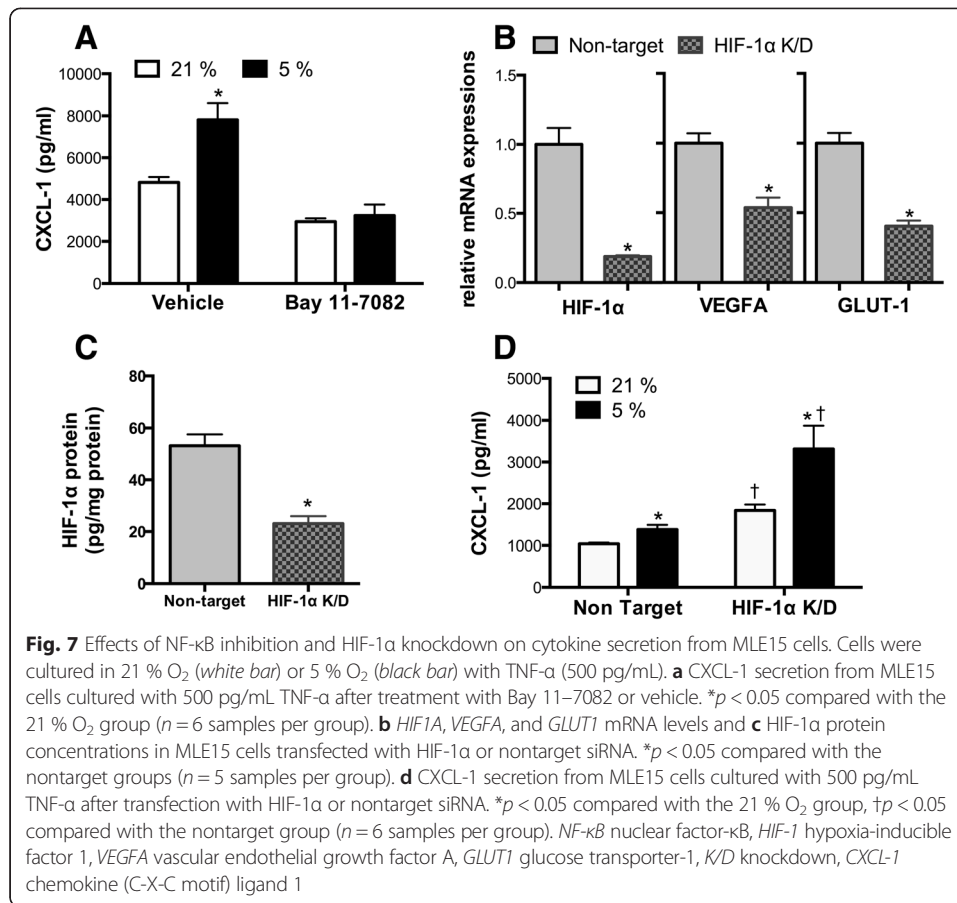 A
21 %
5 %
CXCL-1 (pg/ml)
10000
8000
6000
4000
2000
0
*
Vehicle
Bay 11-7082
B
Non-target
HIF-1α K/D
relative mRNA expressions
1.5
1.0
0.5
0.0
*
*
*
HIF-1α
VEGFA
GLUT-1
C
HIF-1α protein
(pg/mg protein)
80
60
40
20
0
*
Non-target
HIF-1α K/D
D
21 %
5 %
CXCL-1 (pg/ml)
5000
4000
3000
2000
1000
0
*
†
*†
Non Target
HIF-1α K/D
Fig. 7 Effects of NF-κB inhibition and HIF-1α knockdown on cytokine secretion from MLE15 cells. Cells were
cultured in 21 % O₂ (white bar) or 5 % O₂ (black bar) with TNF-α (500 pg/mL). a CXCL-1 secretion from MLE15
cells cultured with 500 pg/mL TNF-α after treatment with Bay 11–7082 or vehicle. *p < 0.05 compared with the
21 % O₂ group (n = 6 samples per group). b HIF1A, VEGFA, and GLUT1 mRNA levels and c HIF-1α protein
concentrations in MLE15 cells transfected with HIF-1α or nontarget siRNA. *p < 0.05 compared with the
nontarget groups (n = 5 samples per group). d CXCL-1 secretion from MLE15 cells cultured with 500 pg/mL
TNF-α after transfection with HIF-1α or nontarget siRNA. *p < 0.05 compared with the 21 % O₂ group, †p < 0.05
compared with the nontarget group (n = 6 samples per group). NF-κB nuclear factor-κB, HIF-1 hypoxia-inducible
factor 1, VEGFA vascular endothelial growth factor A, GLUT1 glucose transporter-1, K/D knockdown, CXCL-1
chemokine (C-X-C motif) ligand 1